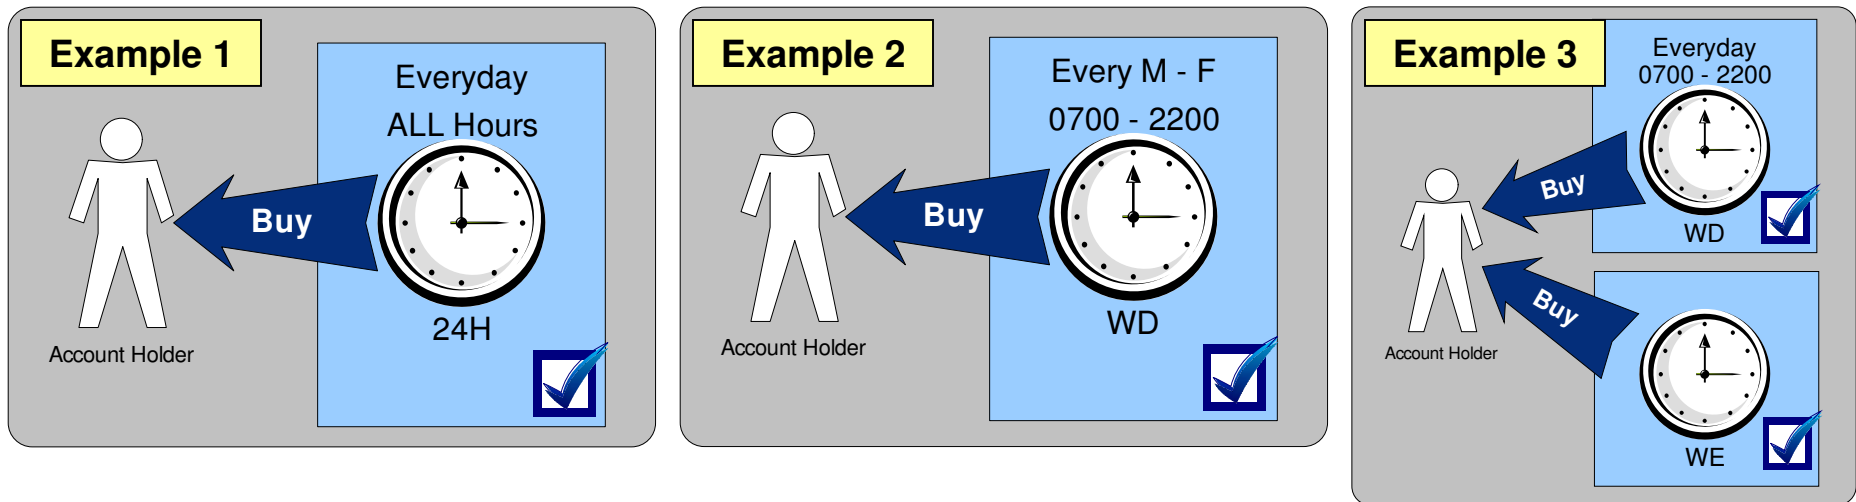 Example 1
Everyday
ALL Hours
Buy
24H
Account Holder
Example 2
Every M - F
0700 - 2200
Buy
WD
Account Holder
Example 3
Everyday
0700 - 2200
Buy
WD
Buy
Account Holder
WE